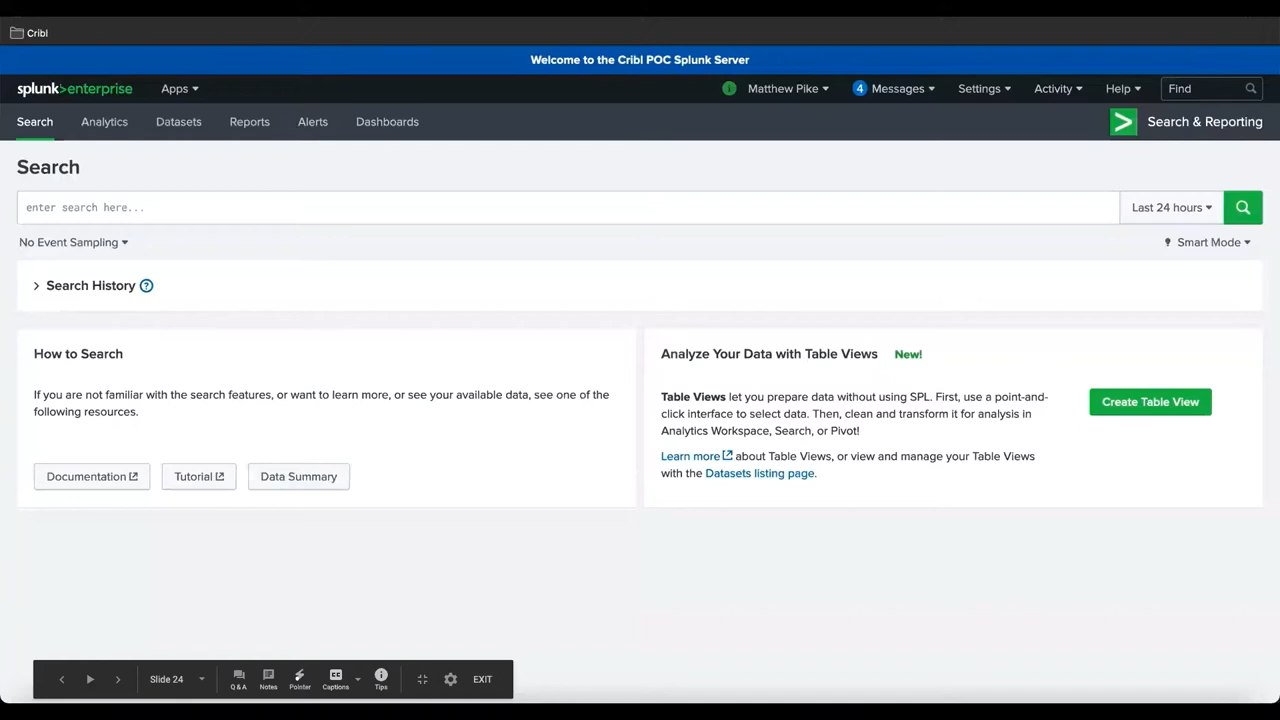 Cribl
Welcome to the Cribl POC Splunk Server
splunk>enterprise Apps Matthew Pike 4 Messages Settings Activity Help Find
Search Analytics Datasets Reports Alerts Dashboards > Search & Reporting
Search
enter search here... Last 24 hours
No Event Sampling Smart Mode
Search History ?
How to Search
If you are not familiar with the search features, or want to learn more, or see your available data, see one of the
following resources.
Documentation Tutorial Data Summary
Analyze Your Data with Table Views New!
Table Views let you prepare data without using SPL. First, use a point-and-
click interface to select data. Then, clean and transform it for analysis in
Analytics Workspace, Search, or Pivot!
Create Table View
Learn more about Table Views, or view and manage your Table Views
with the Datasets listing page.
Slide 24 Q & A Notes Pointer CC Captions Tips EXIT